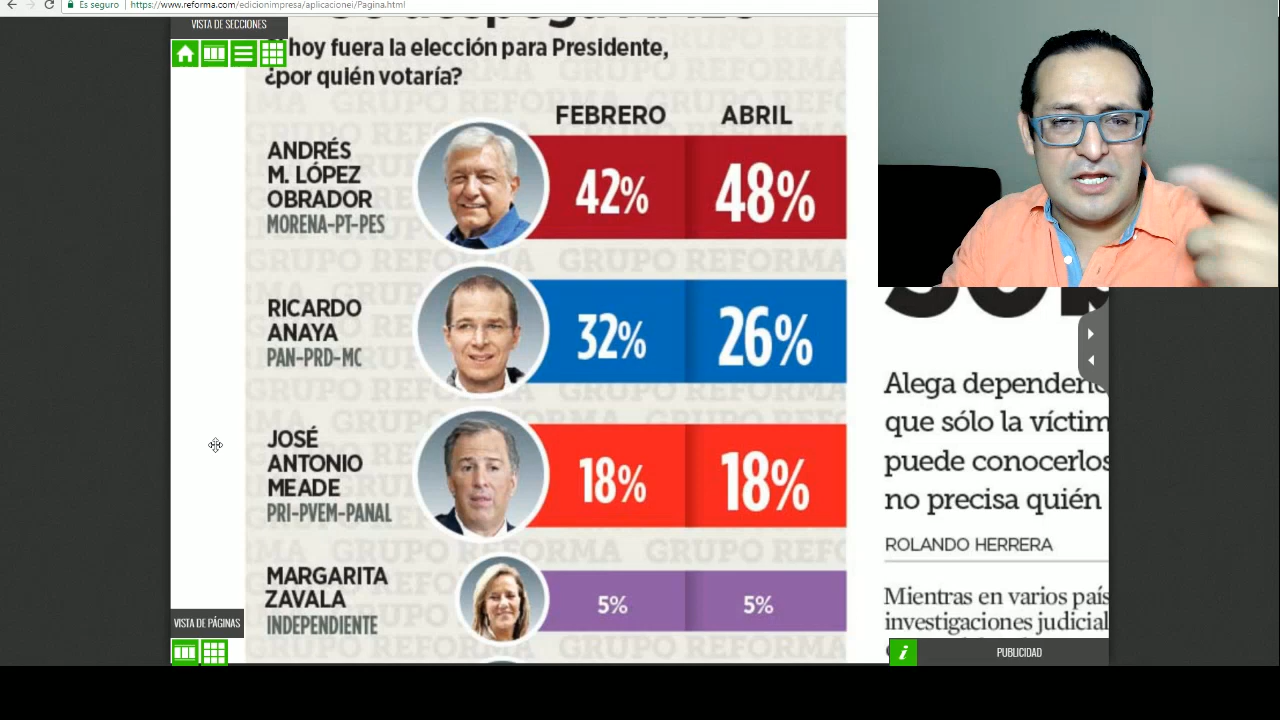 Es seguro | https://www.reforma.com/edicionimpresa/aplicacionei/Pagina.html
VISTA DE SECCIONES
hoy fuera la elección para Presidente,
¿por quién votaría?
FEBRERO ABRIL
ANDRÉS
M. LÓPEZ
OBRADOR
MORENA-PT-PES
42% 48%
RICARDO
ANAYA
PAN-PRD-MC
32% 26%
JOSÉ
ANTONIO
MEADE
PRI-PVEM-PANAL
18% 18%
MARGARITA
ZAVALA
INDEPENDIENTE
5% 5%
GRUPO REFORMA
Alega
que sólo la víctim
puede conocerlos
no precisa quién
ROLANDO HERRERA
Mientras en varios país
investigaciones judicial
VISTA DE PÁGINAS
i PUBLICIDAD